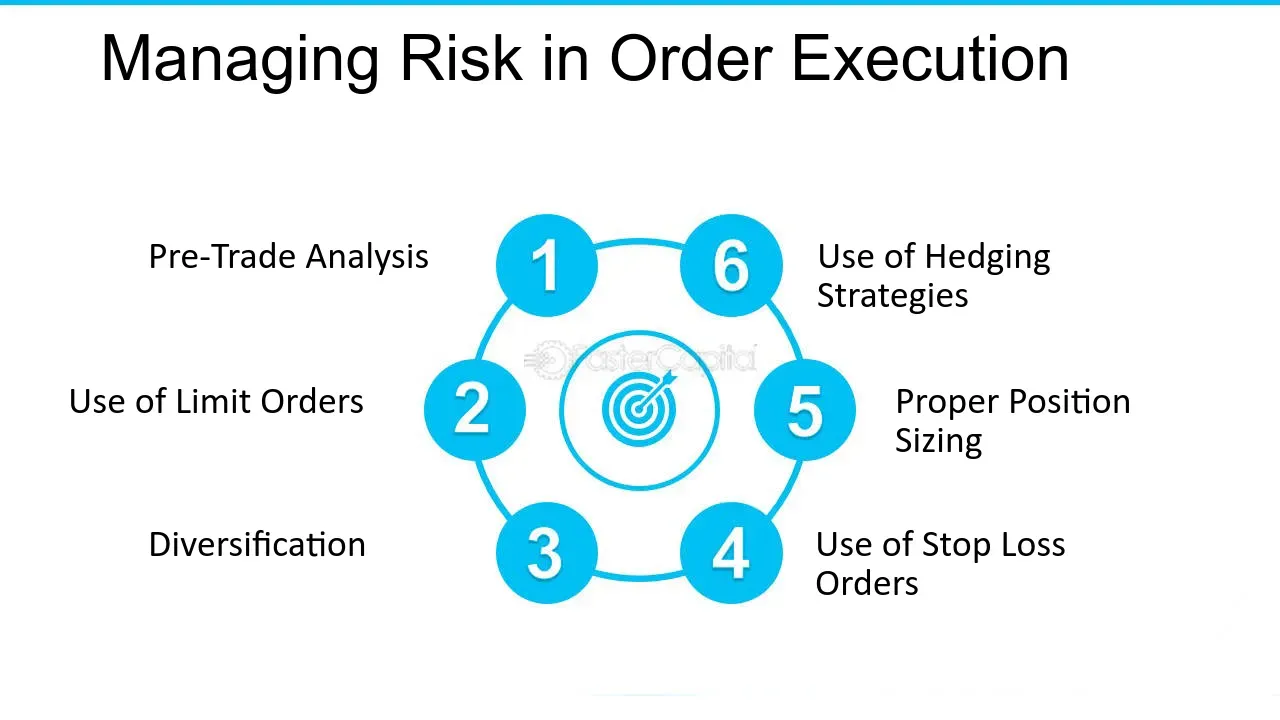 Managing Risk in Order Execution
1
Pre-Trade Analysis
2
Use of Limit Orders
3
Diversification
4
Use of Stop Loss
Orders
5
Proper Position
Sizing
6
Use of Hedging
Strategies
FasterCapital